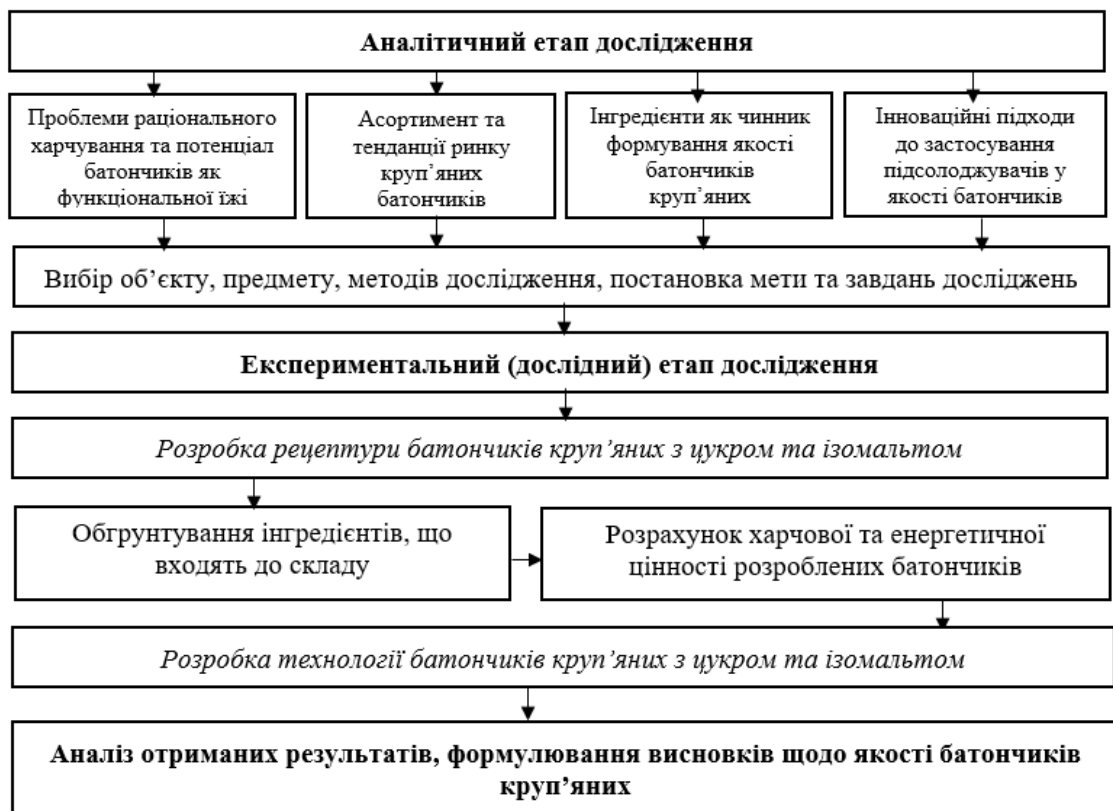 Аналітичний етап дослідження
Проблеми раціонального
харчування та потенціал
батончиків як
функціональної їжі
Асортимент та
тенданції ринку
круп’яних
батончиків
Інгредієнти як чинник
формування якості
батончиків
круп’яних
Інноваційні підходи
до застосування
підсолоджувачів у
якості батончиків
Вибір об’єкту, предмету, методів дослідження, постановка мети та завдань досліджень
Експериментальний (дослідний) етап дослідження
Розробка рецептури батончиків круп’яних з цукром та ізомальтом
Обгрунтування інгредієнтів, що
входять до складу
Розрахунок харчової та енергетичної
цінності розроблених батончиків
Розробка технології батончиків круп’яних з цукром та ізомальтом
Аналіз отриманих результатів, формулювання висновків щодо якості батончиків
круп’яних